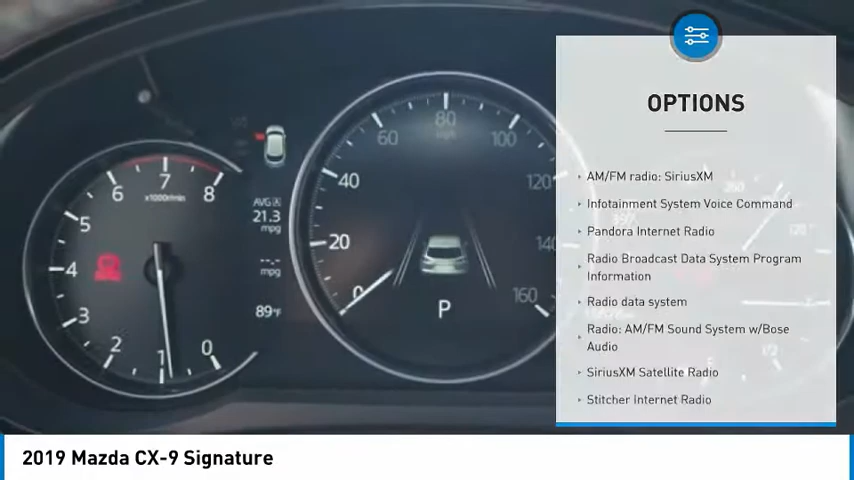 OPTIONS
AM/FM radio: SiriusXM
Infotainment System Voice Command
Pandora Internet Radio
Radio Broadcast Data System Program
Information
Radio data system
Radio: AM/FM Sound System w/Bose
Audio
SiriusXM Satellite Radio
Stitcher Internet Radio
0
1
2
3
4
5
6
7
8
x1000r/min
AVG
21.3
mpg
--.-
mpg
89°F
0
20
40
60
80
100
120
140
160
P
2019 Mazda CX-9 Signature